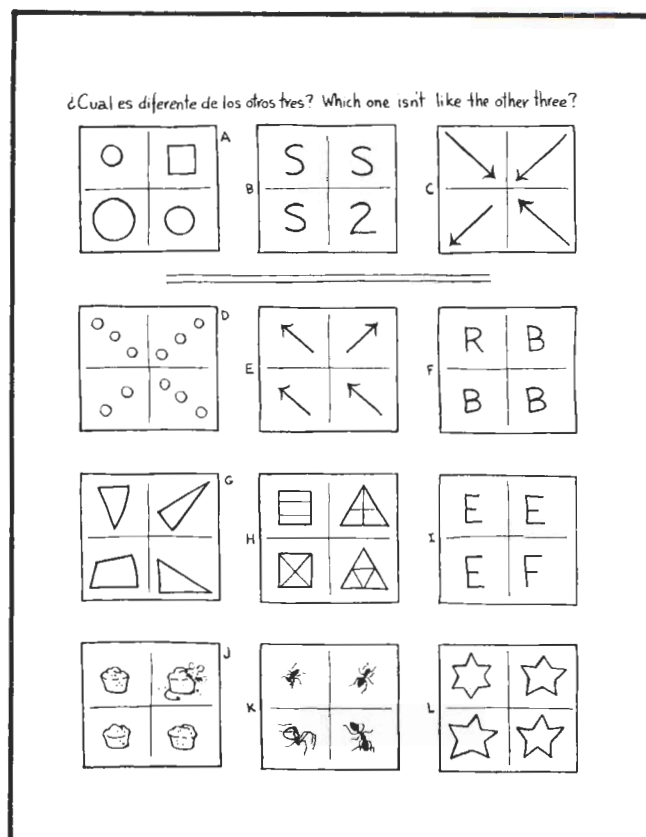 ¿Cual es diferente de los otros tres? Which one isn't like the other three?
A
B
S S
S 2
C
D
E
F
R B
B B
G
H
I
E E
E F
J
K
L